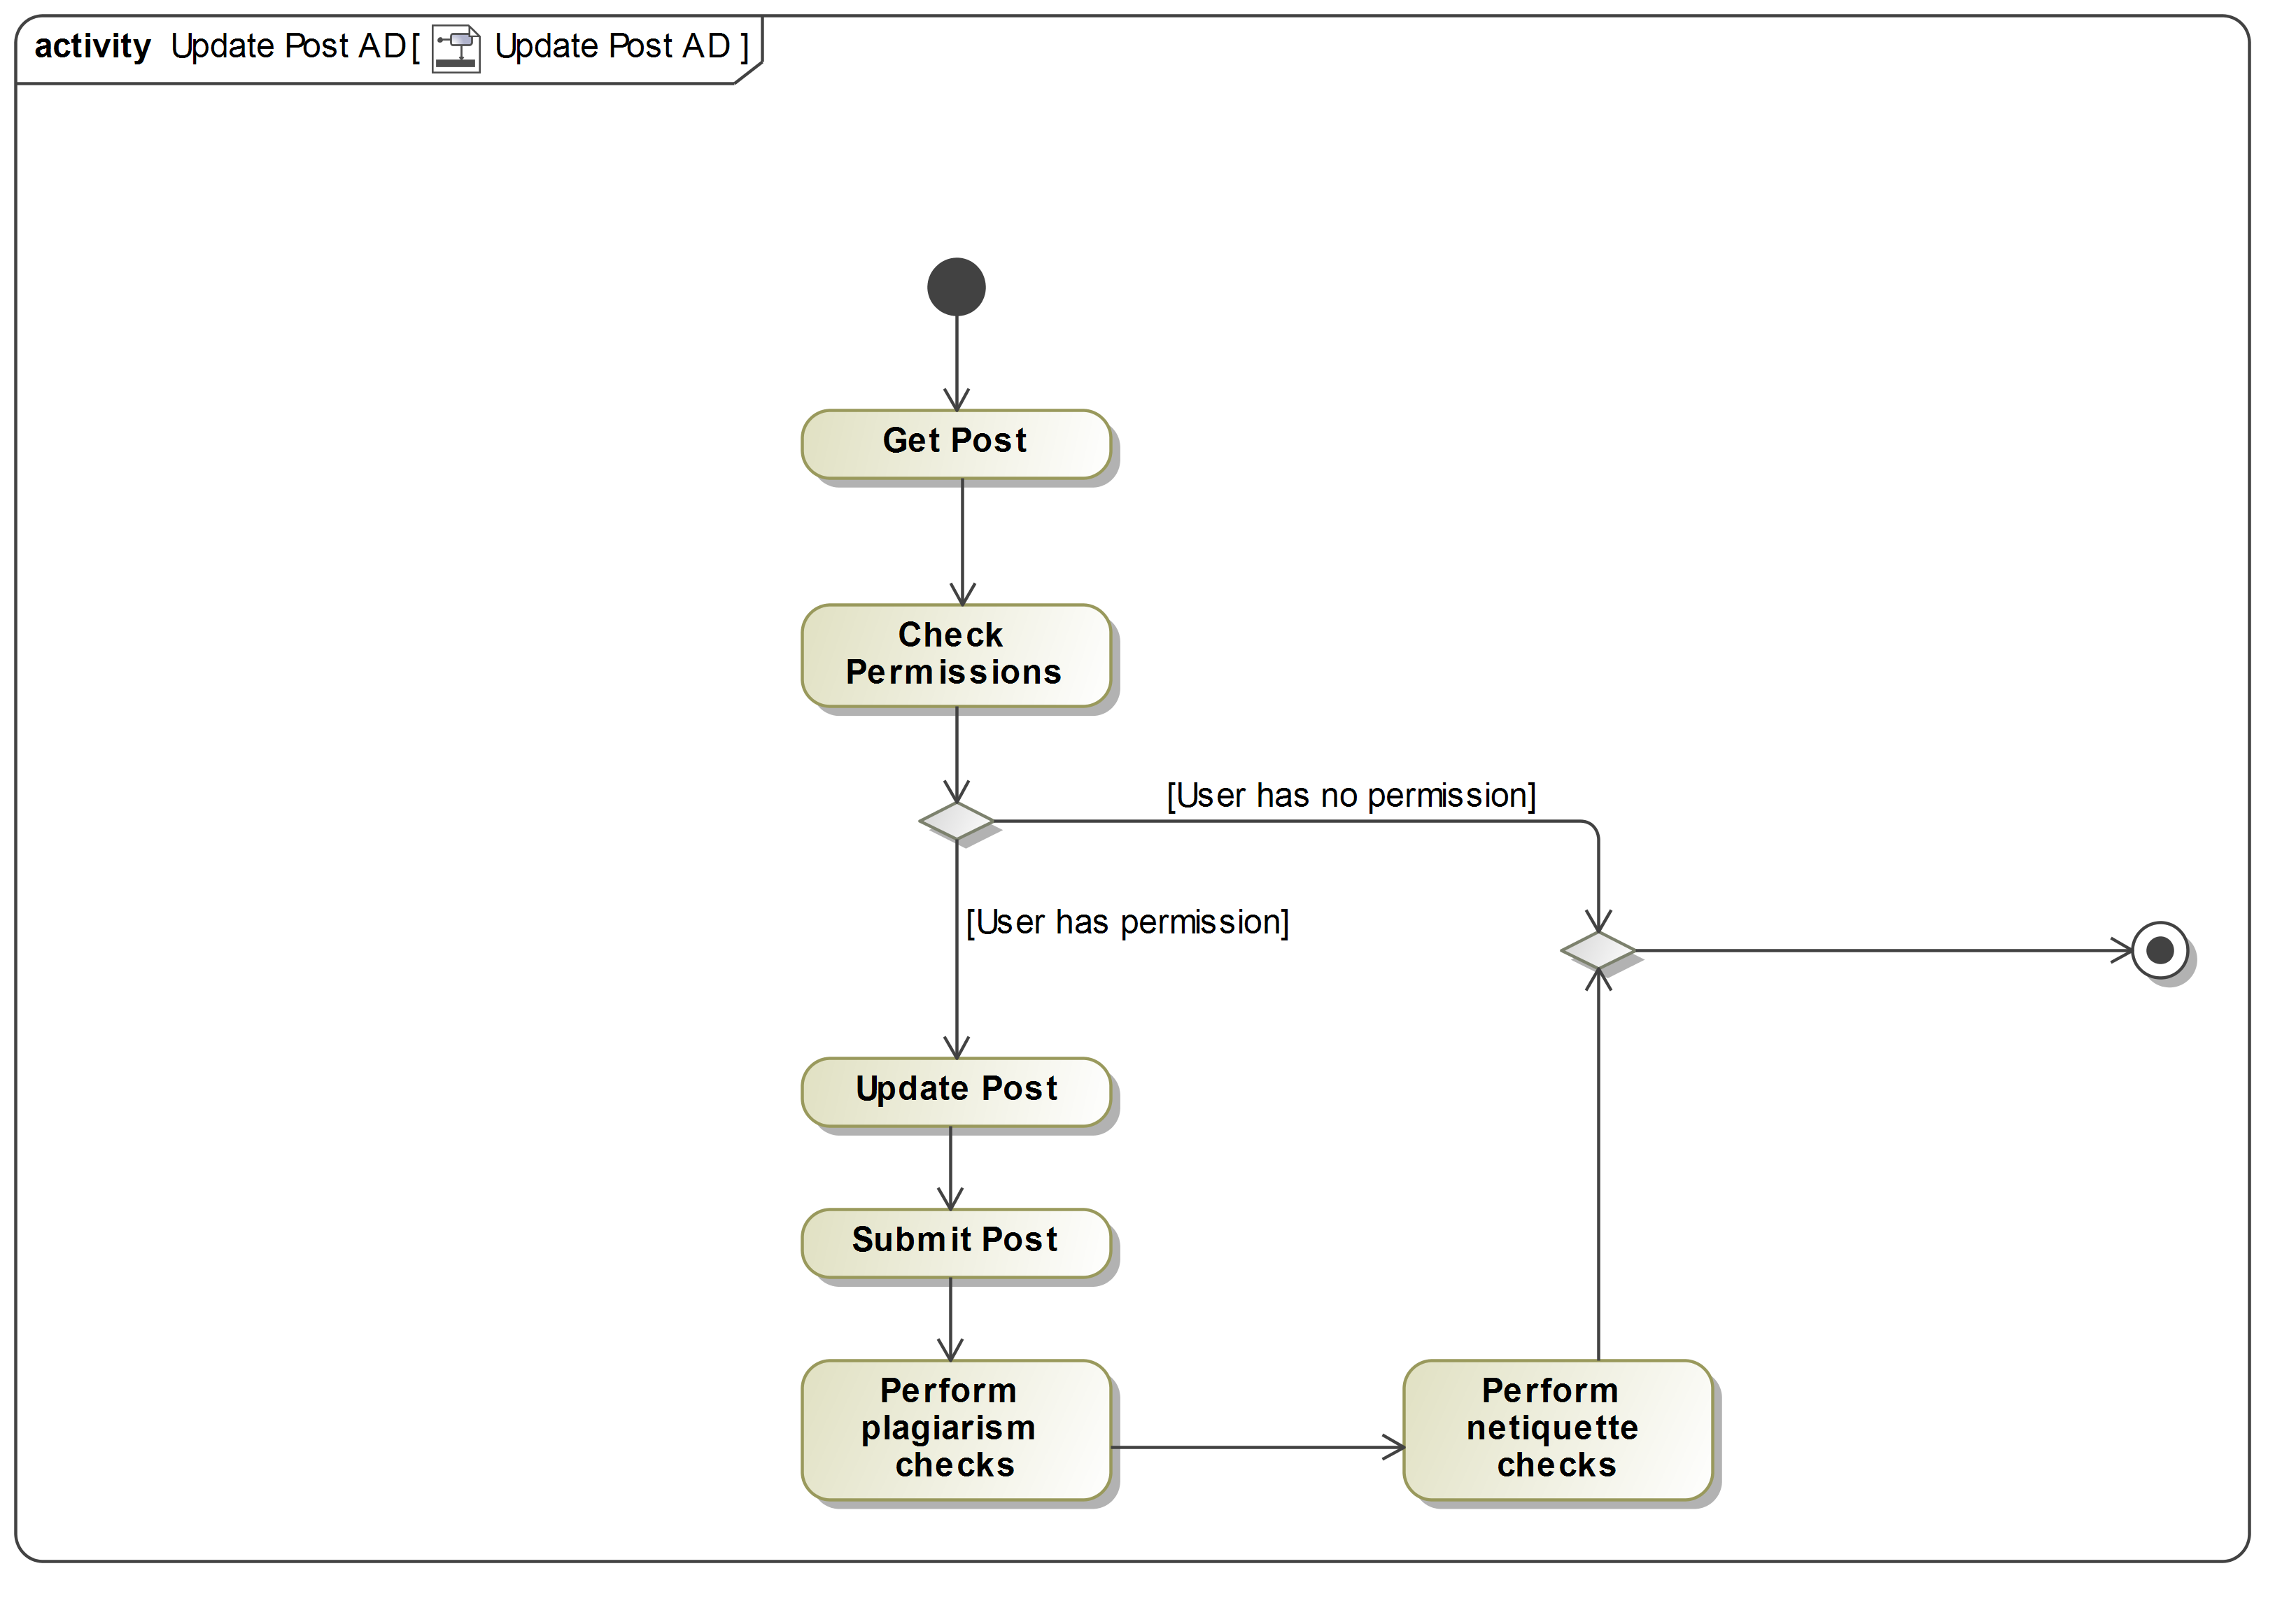 activity Update Post AD[ Update Post AD ]
Get Post
Check
Permissions
[User has no permission]
[User has permission]
Update Post
Submit Post
Perform
plagiarism
checks
Perform
netiquette
checks